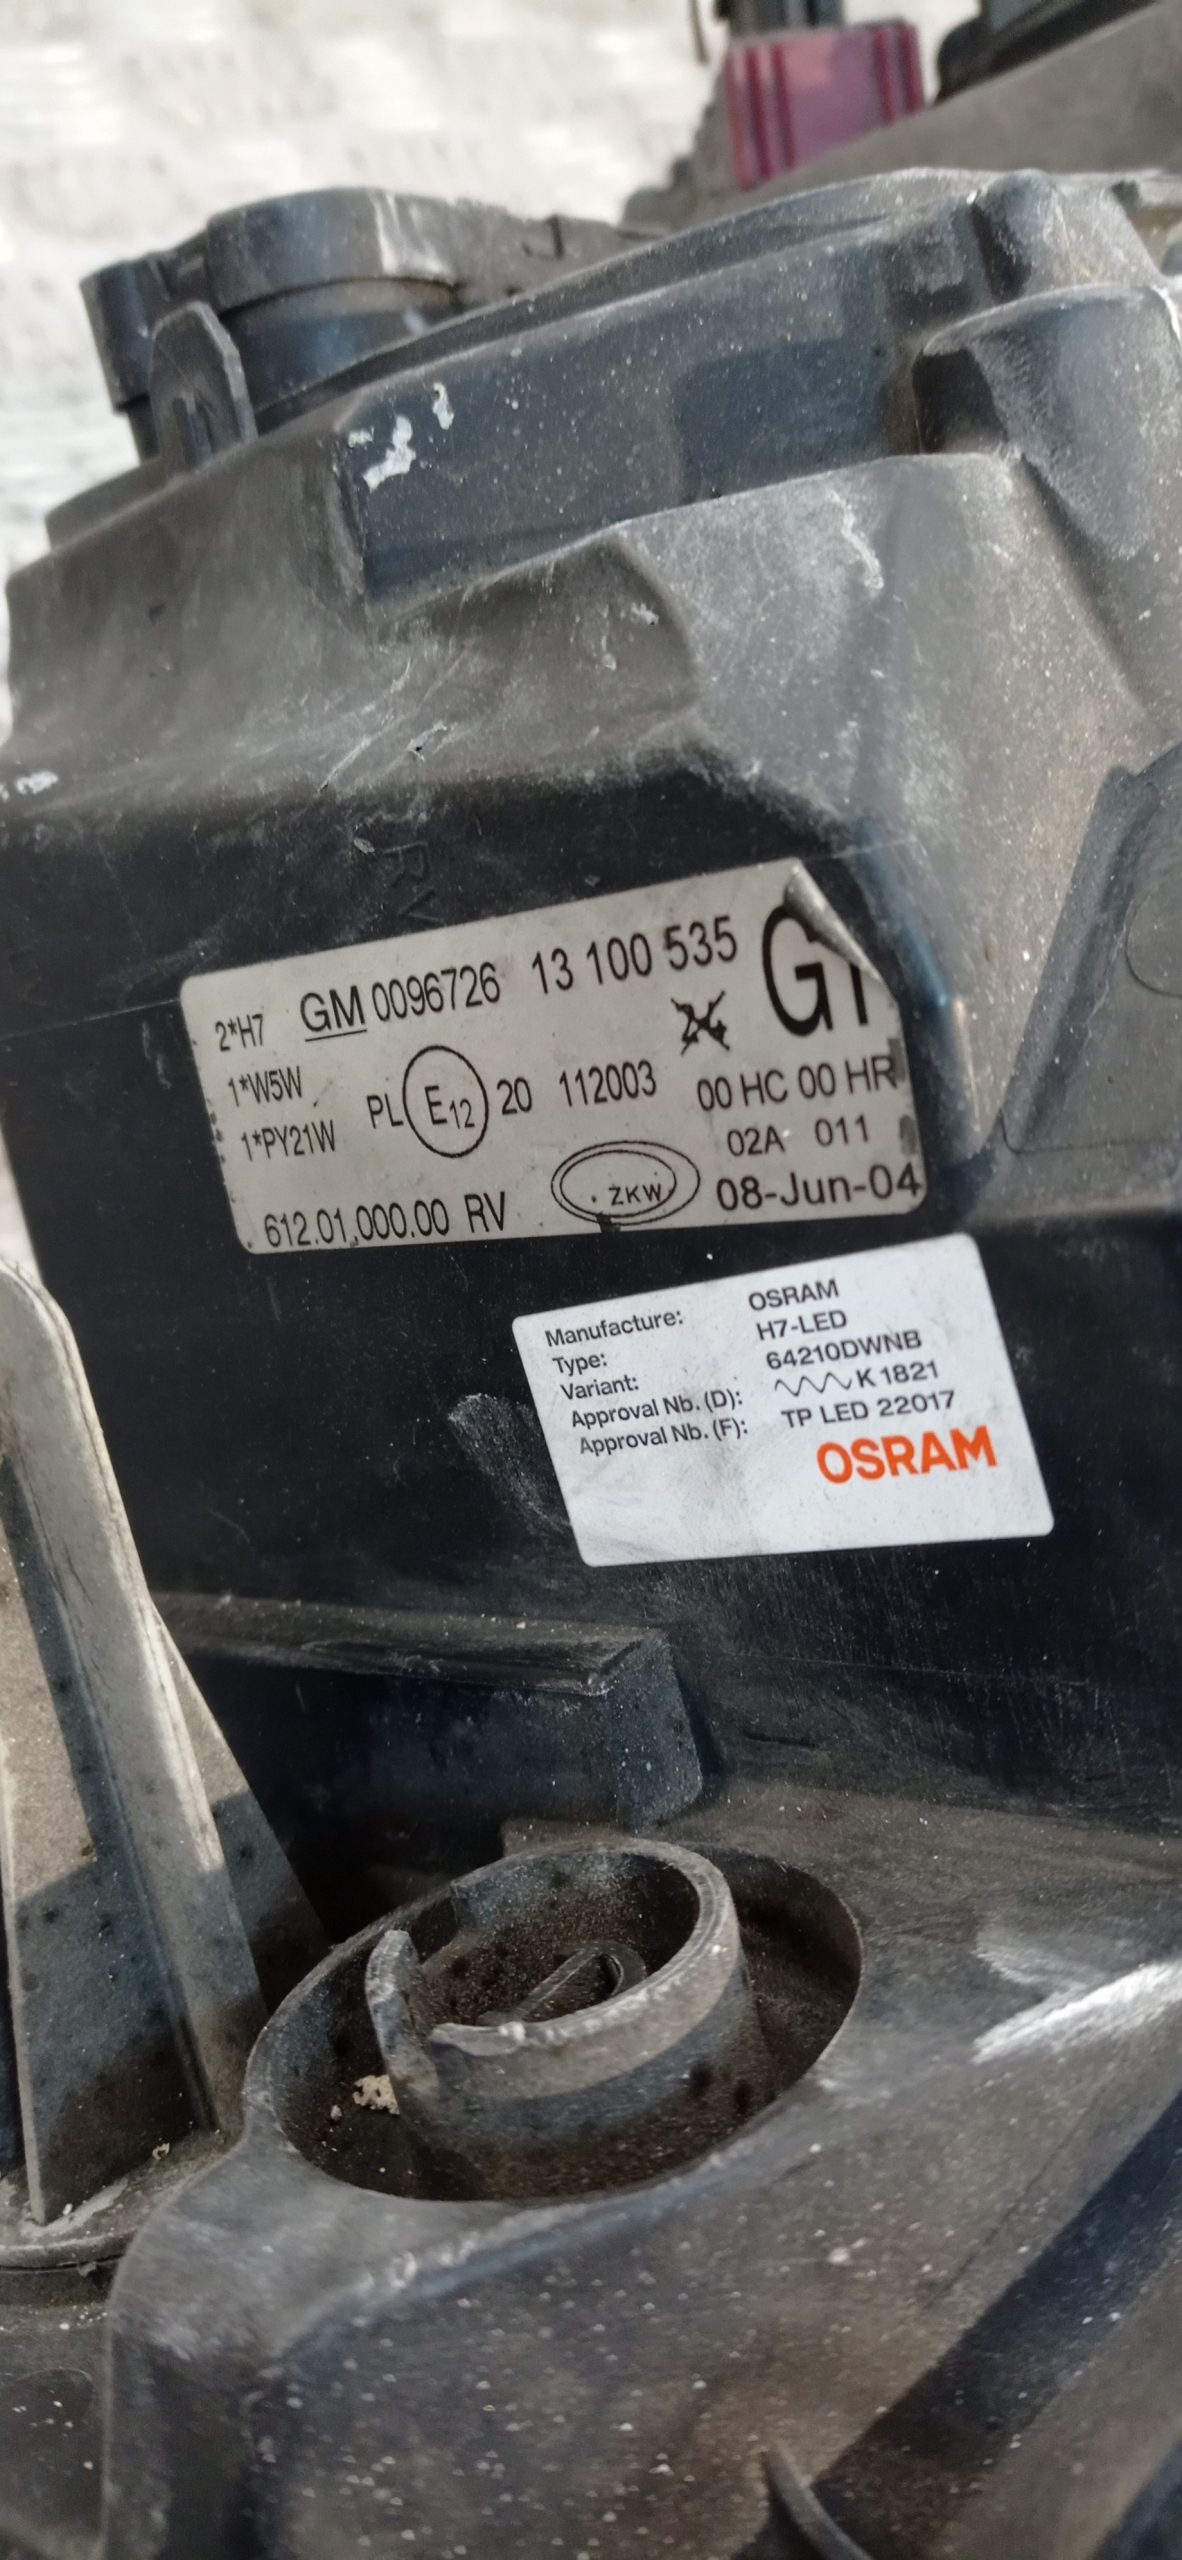 2*H7 GM 0096726 13 100 535
1*W5W
1*PY21W PL E12 20 112003 00 HC 00 HR
02A 011
612.01.000.00 RV ZKW 08-Jun-04
Manufacture: OSRAM
Type: H7-LED
Variant: 64210DWNB
Approval Nb. (D): K 1821
Approval Nb. (F): TP LED 22017
OSRAM